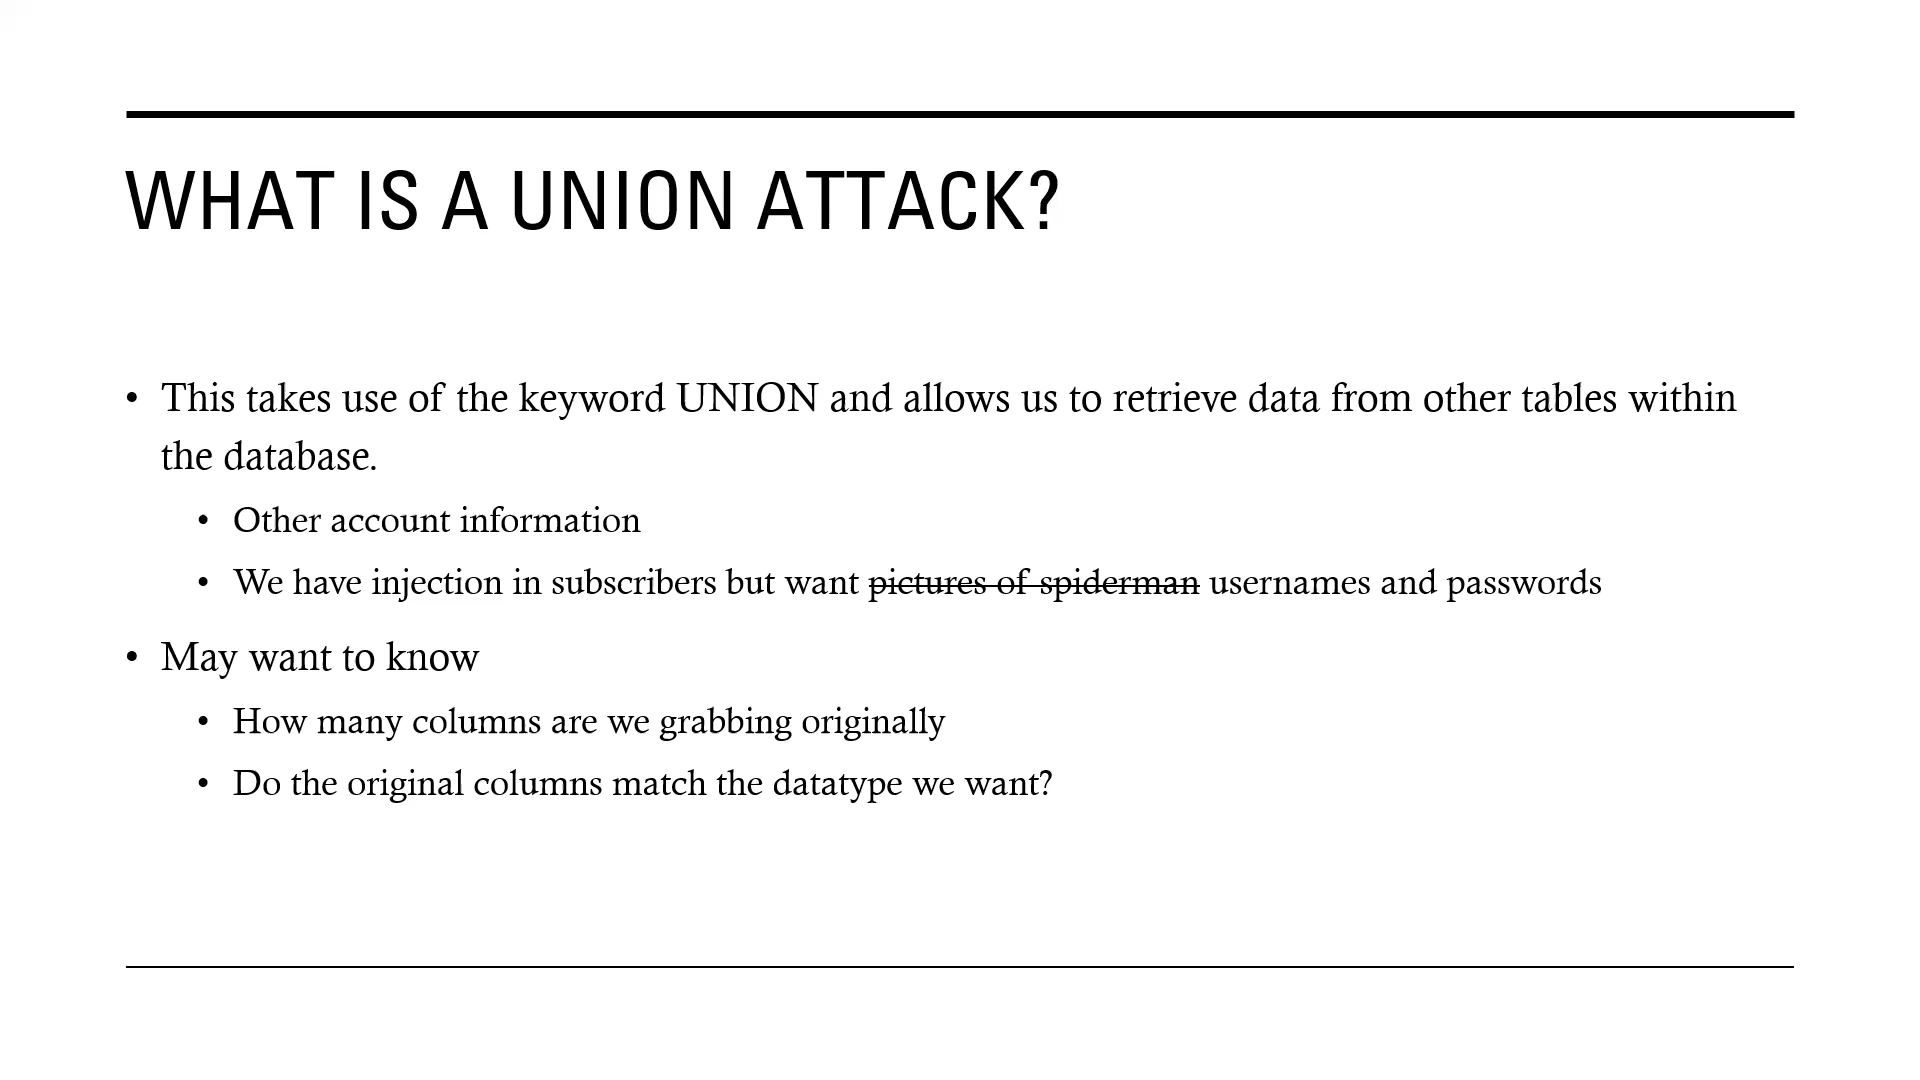 WHAT IS A UNION ATTACK?
• This takes use of the keyword UNION and allows us to retrieve data from other tables within
the database.
• Other account information
• We have injection in subscribers but want pictures of spiderman usernames and passwords
• May want to know
• How many columns are we grabbing originally
• Do the original columns match the datatype we want?